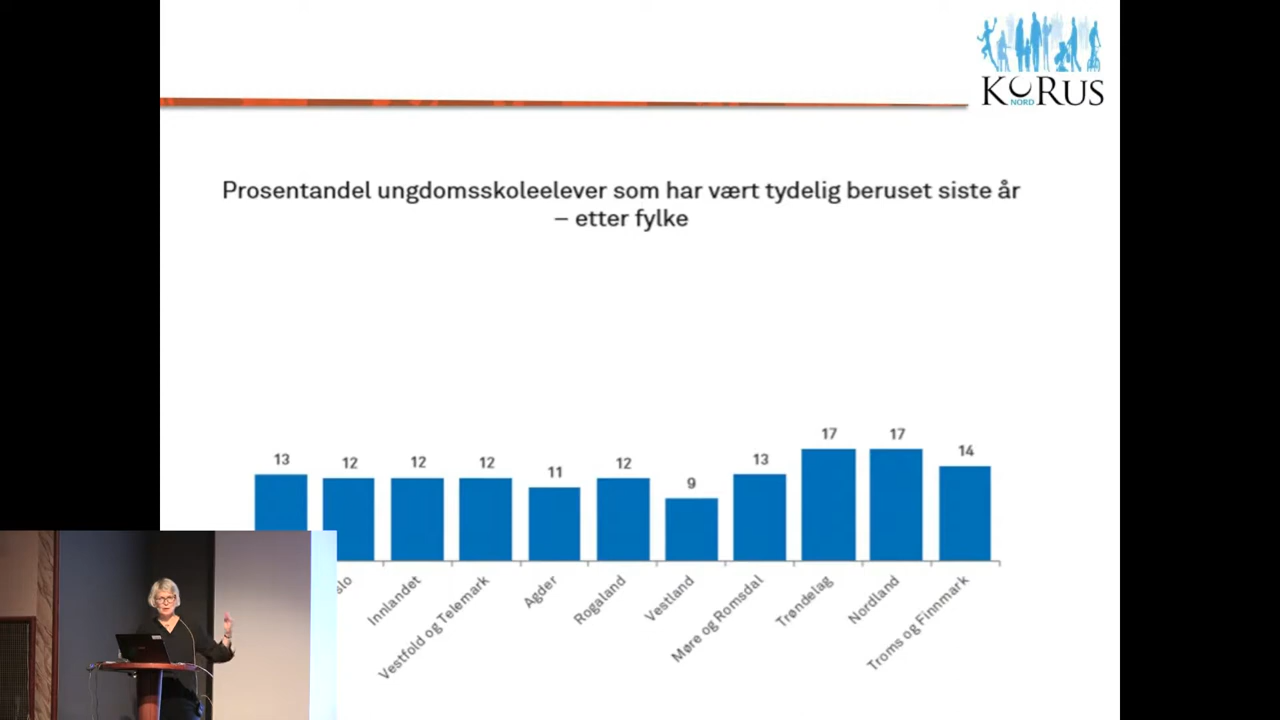 KoRUS
NORD
Prosentandel ungdomsskoleelever som har vært tydelig beruset siste år
– etter fylke
13
12
12
12
11
12
9
13
17
17
14
slo
Innlandet
Vestfold og Telemark
Agder
Rogaland
Vestland
Møre og Romsdal
Trøndelag
Nordland
Troms og Finnmark